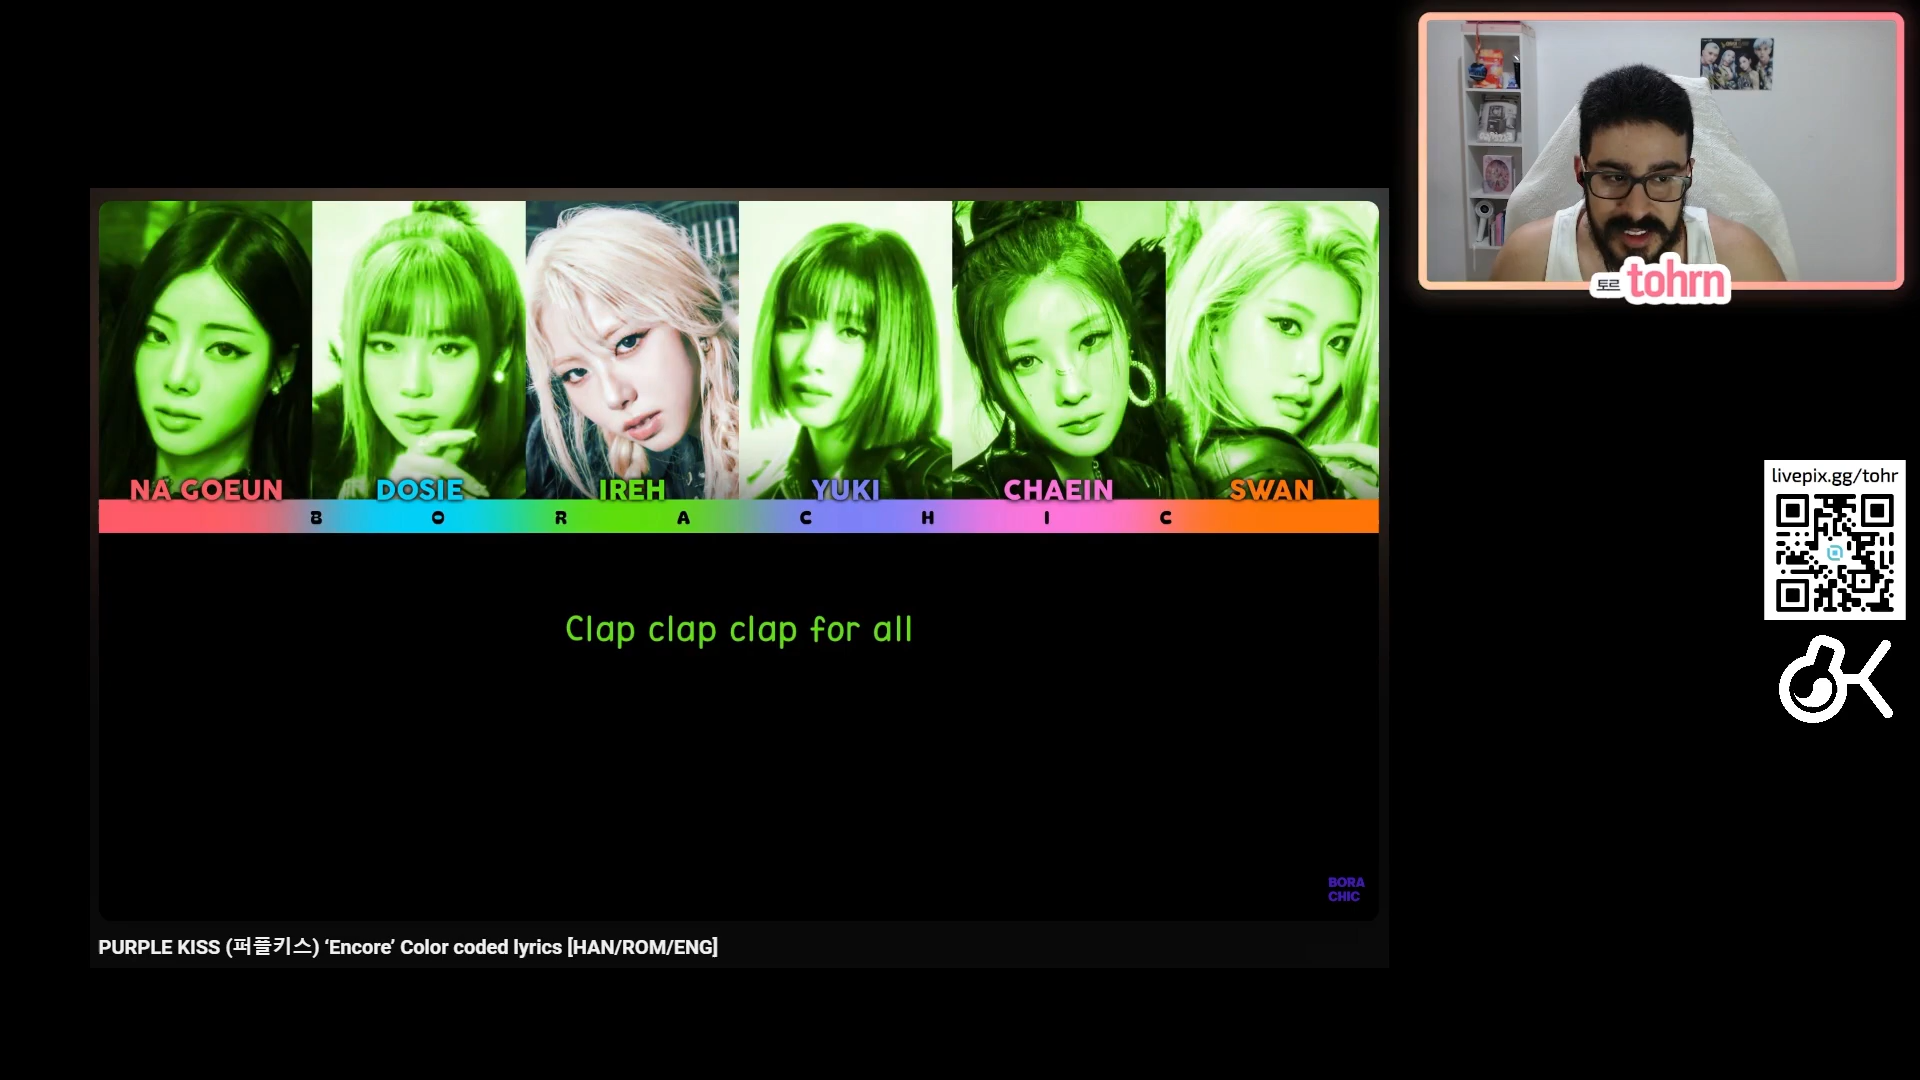 토르 tohrn
livepix.gg/tohr
NA GOEUN DOSIE IREH YUKI CHAEIN SWAN
B O R A C H I C
Clap clap clap for all
BORA
CHIC
PURPLE KISS (퍼플키스) ‘Encore’ Color coded lyrics [HAN/ROM/ENG]